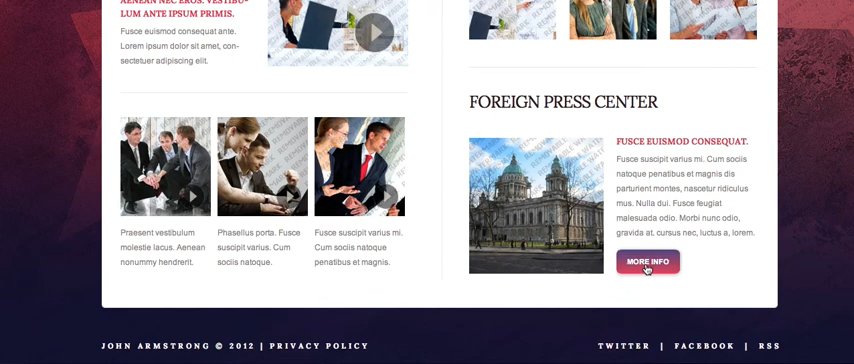 AENEAN NEC EROS. VESTIBU-
LUM ANTE IPSUM PRIMIS.
Fusce euismod consequat ante.
Lorem ipsum dolor sit amet, con-
sectetuer adipiscing elit.
Praesent vestibulum
molestie lacus. Aenean
nonummy hendrerit.
Phasellus porta. Fusce
suscipit varius. Cum
sociis natoque.
Fusce suscipit varius mi.
Cum sociis natoque
penatibus et magnis.
FOREIGN PRESS CENTER
FUSCE EUISMOD CONSEQUAT.
Fusce suscipit varius mi. Cum sociis
natoque penatibus et magnis dis
parturient montes, nascetur ridiculus
mus. Nulla dui. Fusce feugiat
malesuada odio. Morbi nunc odio,
gravida at. cursus nec, luctus a, lorem.
MORE INFO
JOHN ARMSTRONG © 2012 | PRIVACY POLICY
TWITTER | FACEBOOK | RSS